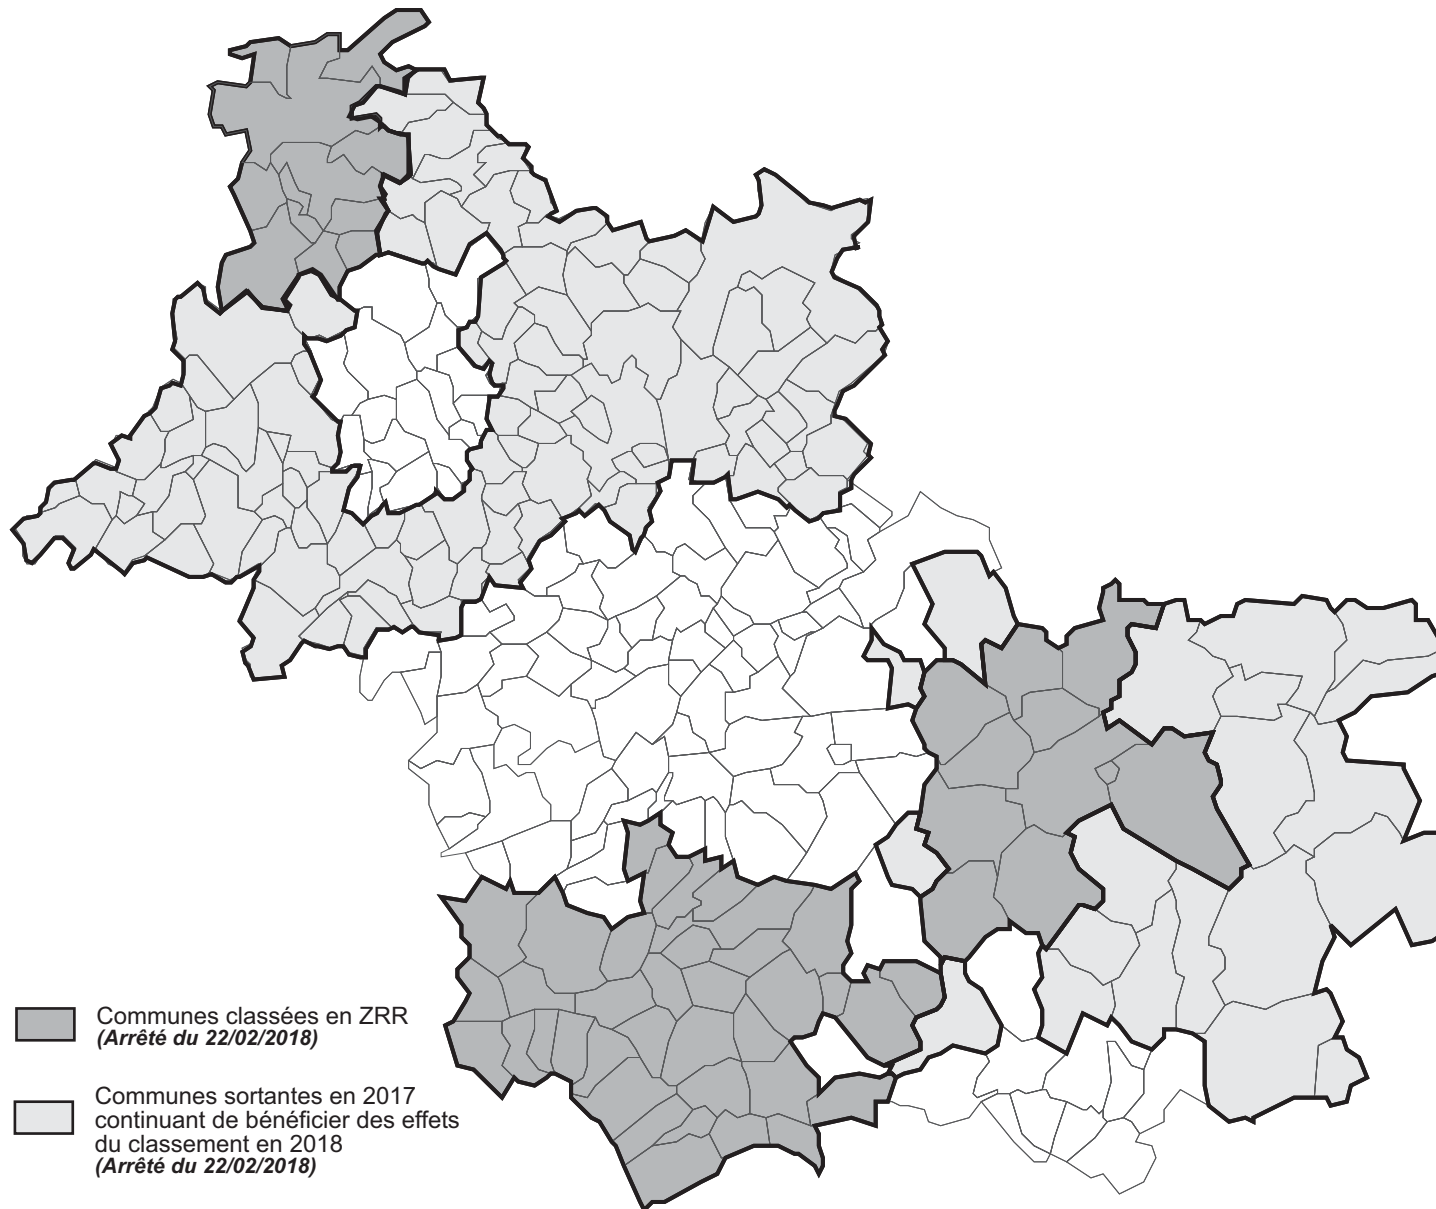 Communes classées en ZRR
(Arrêté du 22/02/2018)
Communes sortantes en 2017
continuant de bénéficier des effets
du classement en 2018
(Arrêté du 22/02/2018)